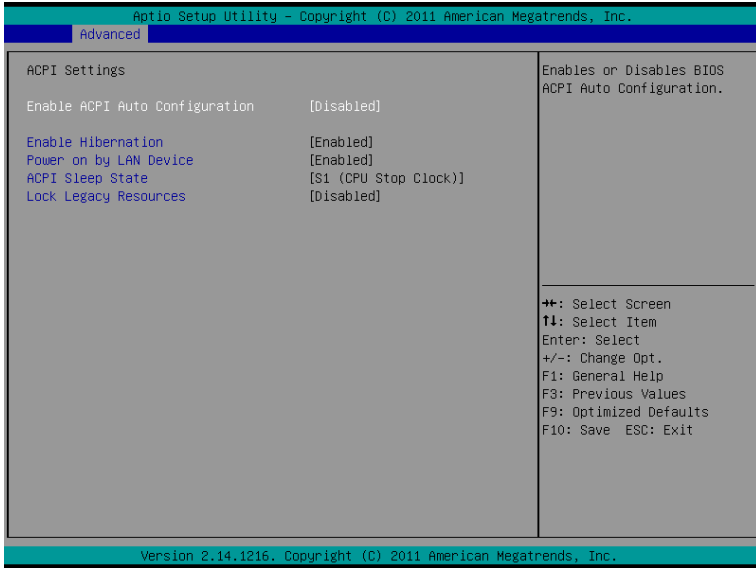 Aptio Setup Utility – Copyright (C) 2011 American Megatrends, Inc.
Advanced
ACPI Settings
Enable ACPI Auto Configuration [Disabled]
Enable Hibernation [Enabled]
Power on by LAN Device [Enabled]
ACPI Sleep State [S1 (CPU Stop Clock)]
Lock Legacy Resources [Disabled]
Enables or Disables BIOS
ACPI Auto Configuration.
→←: Select Screen
↑↓: Select Item
Enter: Select
+/-: Change Opt.
F1: General Help
F3: Previous Values
F9: Optimized Defaults
F10: Save ESC: Exit
Version 2.14.1216. Copyright (C) 2011 American Megatrends, Inc.